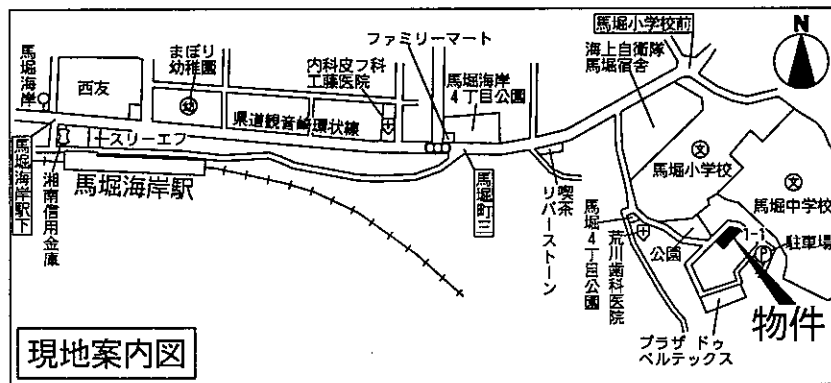 馬堀小学校前
N
ファミリーマート
海上自衛隊
馬堀宿舎
まぼり
幼稚園
内科皮フ科
工藤医院
馬堀海岸
馬堀海岸
4丁目公園
西友
幼
県道観音崎環状線
スリーエフ
文
馬堀小学校
馬堀海岸駅下
湘南信用金庫
馬堀海岸駅
馬堀町三
喫茶
リバーストーン
馬堀4丁目公園
荒川歯科医院
公園
文
馬堀中学校
1-1
P
駐車場
物件
プラザ ドゥ
ベルテックス
現地案内図